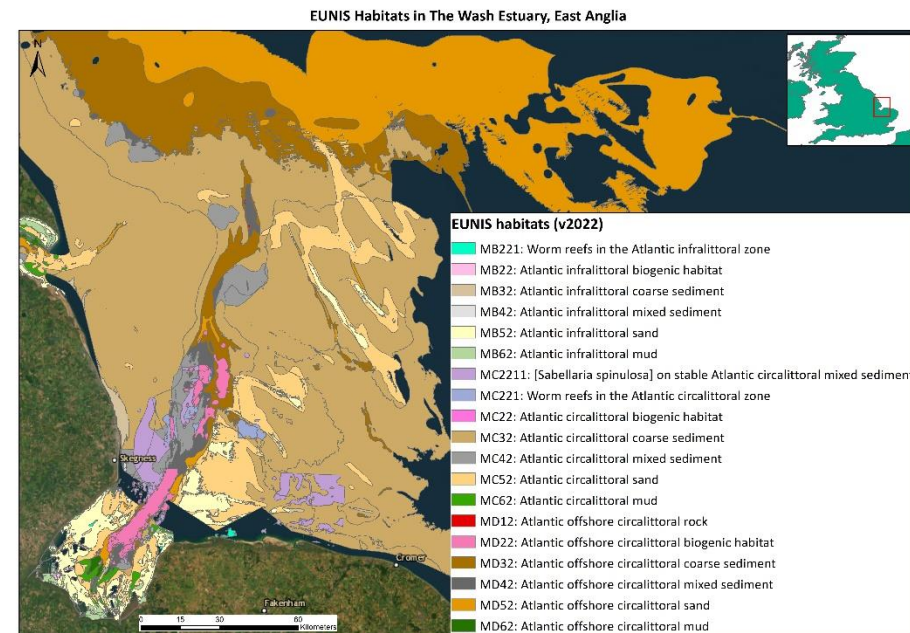 EUNIS Habitats in The Wash Estuary, East Anglia
N
EUNIS habitats (v2022)
MB221: Worm reefs in the Atlantic infralittoral zone
MB22: Atlantic infralittoral biogenic habitat
MB32: Atlantic infralittoral coarse sediment
MB42: Atlantic infralittoral mixed sediment
MB52: Atlantic infralittoral sand
MB62: Atlantic infralittoral mud
MC2211: [Sabellaria spinulosa] on stable Atlantic circalittoral mixed sediment
MC221: Worm reefs in the Atlantic circalittoral zone
MC22: Atlantic circalittoral biogenic habitat
MC32: Atlantic circalittoral coarse sediment
MC42: Atlantic circalittoral mixed sediment
MC52: Atlantic circalittoral sand
MC62: Atlantic circalittoral mud
MD12: Atlantic offshore circalittoral rock
MD22: Atlantic offshore circalittoral biogenic habitat
MD32: Atlantic offshore circalittoral coarse sediment
MD42: Atlantic offshore circalittoral mixed sediment
MD52: Atlantic offshore circalittoral sand
MD62: Atlantic offshore circalittoral mud
Skegness
Cromer
Fakenham
0 15 30 60
Kilometers